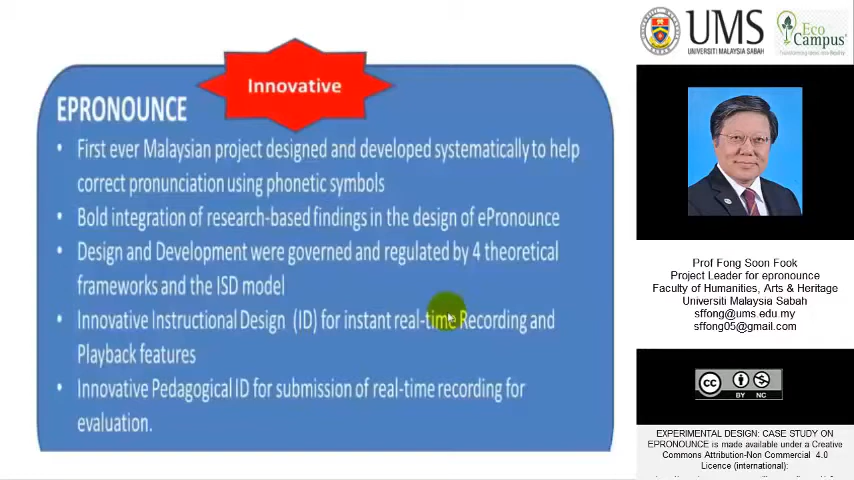 Innovative
EPRONOUNCE
• First ever Malaysian project designed and developed systematically to help
correct pronunciation using phonetic symbols
• Bold integration of research-based findings in the design of ePronounce
• Design and Development were governed and regulated by 4 theoretical
frameworks and the ISD model
• Innovative Instructional Design (ID) for instant real-time Recording and
Playback features
• Innovative Pedagogical ID for submission of real-time recording for
evaluation.
UMS
UNIVERSITI MALAYSIA SABAH
Eco
Campus
Prof Fong Soon Fook
Project Leader for epronounce
Faculty of Humanities, Arts & Heritage
Universiti Malaysia Sabah
sffong@ums.edu.my
sffong05@gmail.com
cc
BY NC
EXPERIMENTAL DESIGN: CASE STUDY ON
EPRONOUNCE is made available under a Creative
Commons Attribution-Non Commercial 4.0
Licence (international):